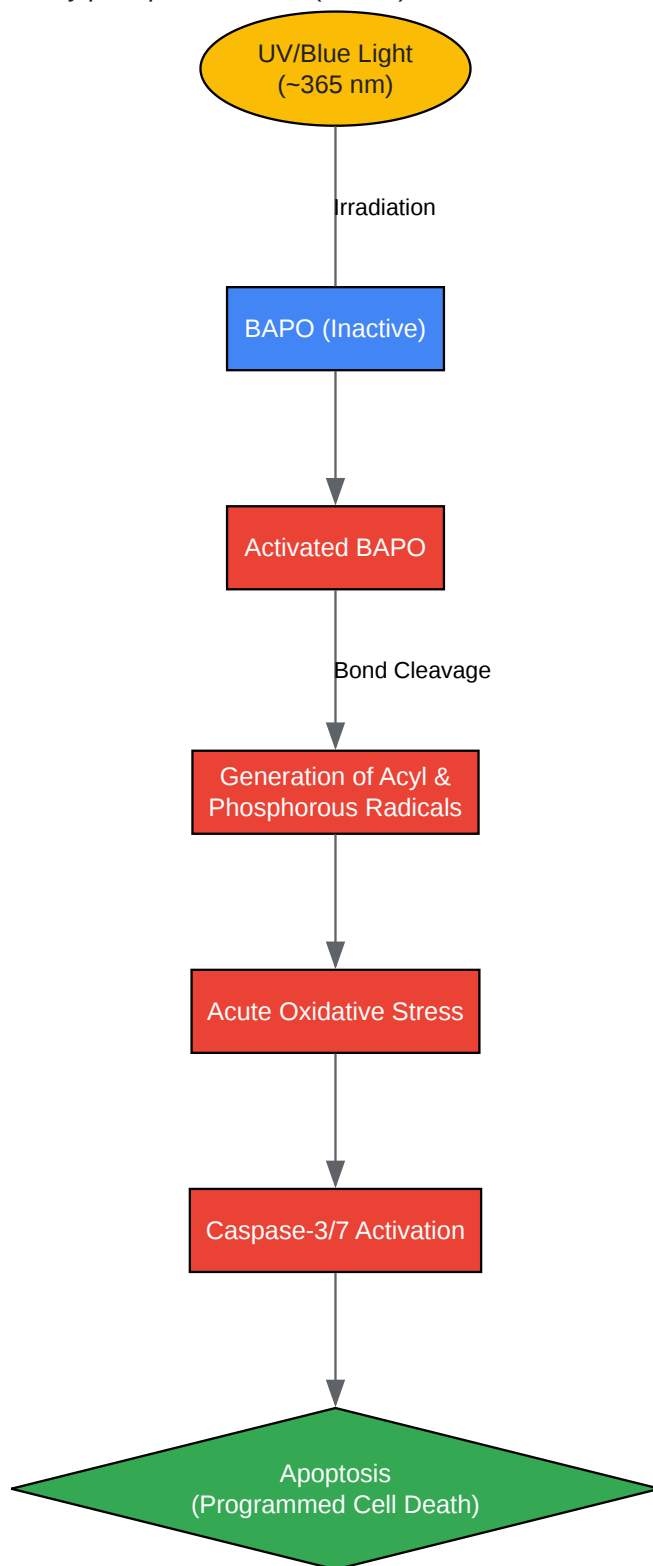 UV/Blue Light
(~365 nm)
Irradiation
BAPO (Inactive)
Activated BAPO
Bond Cleavage
Generation of Acyl &
Phosphorous Radicals
Acute Oxidative Stress
Caspase-3/7 Activation
Apoptosis
(Programmed Cell Death)